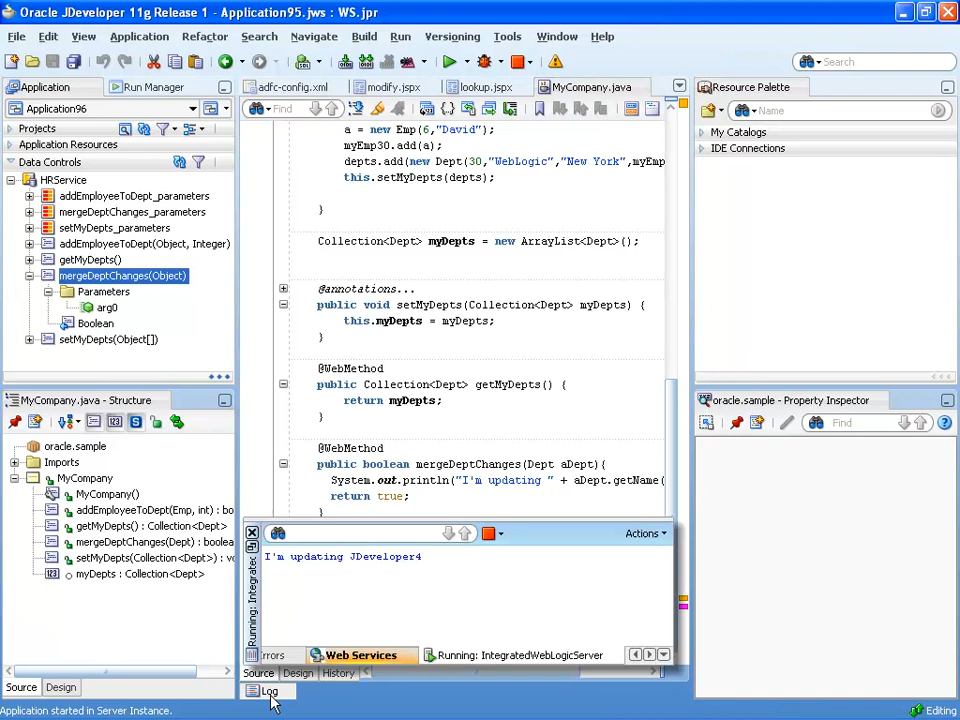 Oracle JDeveloper 11g Release 1 - Application95.jws : WS.jpr
File Edit View Application Refactor Search Navigate Build Run Versioning Tools Window Help
Search
Application Run Manager
Application96
Projects
Application Resources
Data Controls
HRService
addEmployeeToDept_parameters
mergeDeptChanges_parameters
setMyDepts_parameters
addEmployeeToDept(Object, Integer)
getMyDepts()
mergeDeptChanges(Object)
Parameters
arg0
Boolean
setMyDepts(Object[])
MyCompany.java - Structure
oracle.sample
Imports
MyCompany
MyCompany()
addEmployeeToDept(Emp, int) : bo
getMyDepts() : Collection<Dept>
mergeDeptChanges(Dept) : boolea
setMyDepts(Collection<Dept>) : vo
myDepts : Collection<Dept>
Source Design
adfc-config.xml modify.jspx lookup.jspx MyCompany.java
Find
a = new Emp(6,"David");
myEmp30.add(a);
depts.add(new Dept(30,"WebLogic","New York",myEmp
this.setMyDepts(depts);
}
Collection<Dept> myDepts = new ArrayList<Dept>();
@annotations...
public void setMyDepts(Collection<Dept> myDepts) {
this.myDepts = myDepts;
}
@WebMethod
public Collection<Dept> getMyDepts() {
return myDepts;
}
@WebMethod
public boolean mergeDeptChanges(Dept aDept){
System.out.println("I'm updating " + aDept.getName(
return true;
}
Actions
Running: Integrated
I'm updating JDeveloper4
Errors Web Services Running: IntegratedWebLogicServer
Source Design History
Log
Resource Palette
Name
My Catalogs
IDE Connections
oracle.sample - Property Inspector
Find
Application started in Server Instance.
Editing